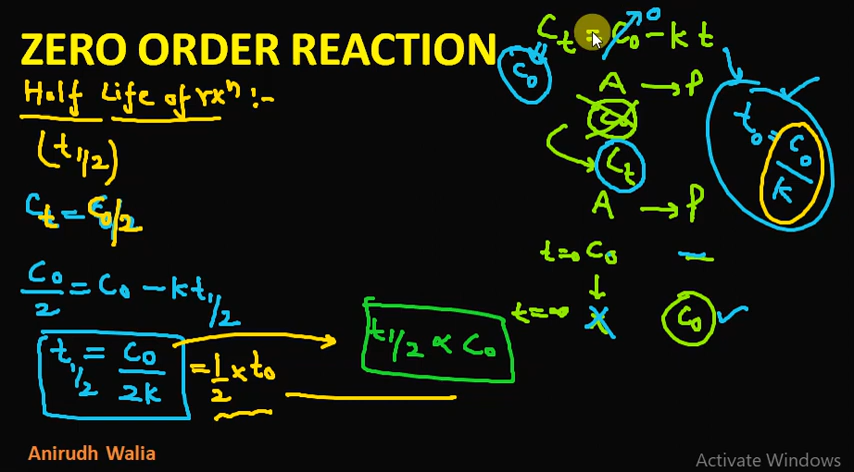 ZERO ORDER REACTION
Half Life of rxⁿ :-
(t1/2)
Ct = C0/2
C0/2 = C0 - kt1/2
t1/2 = C0/2k = 1/2 × t0
t1/2 ∝ C0
Ct = C0 - kt
0
C0
A → P
Ct
t0 = C0/k
A → P
t=0 C0 —
↓
t=∞ X C0 ✓
Anirudh Walia
Activate Windows